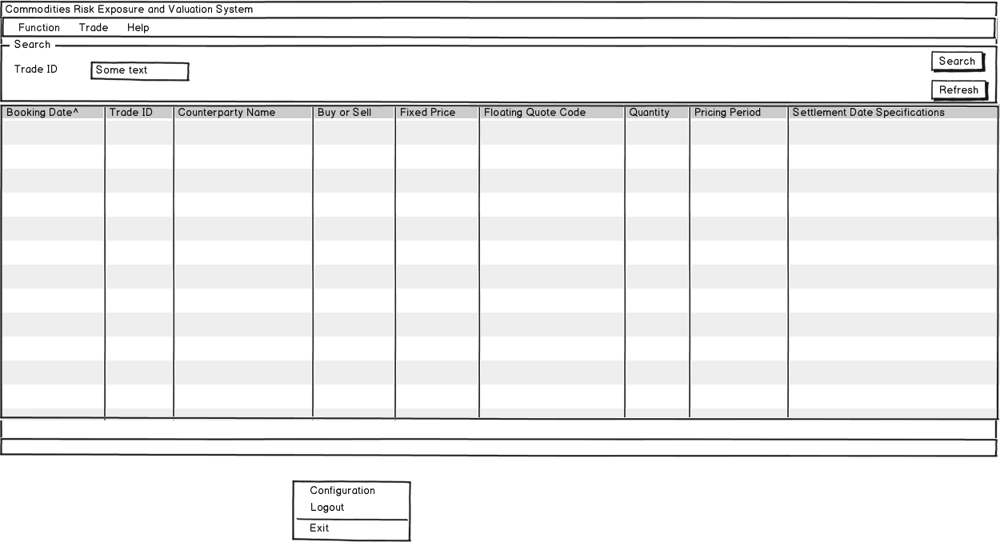 Commodities Risk Exposure and Valuation System
Function Trade Help
Search
Trade ID Some text Search
Refresh
Booking Date^ Trade ID Counterparty Name Buy or Sell Fixed Price Floating Quote Code Quantity Pricing Period Settlement Date Specifications
Configuration
Logout
Exit